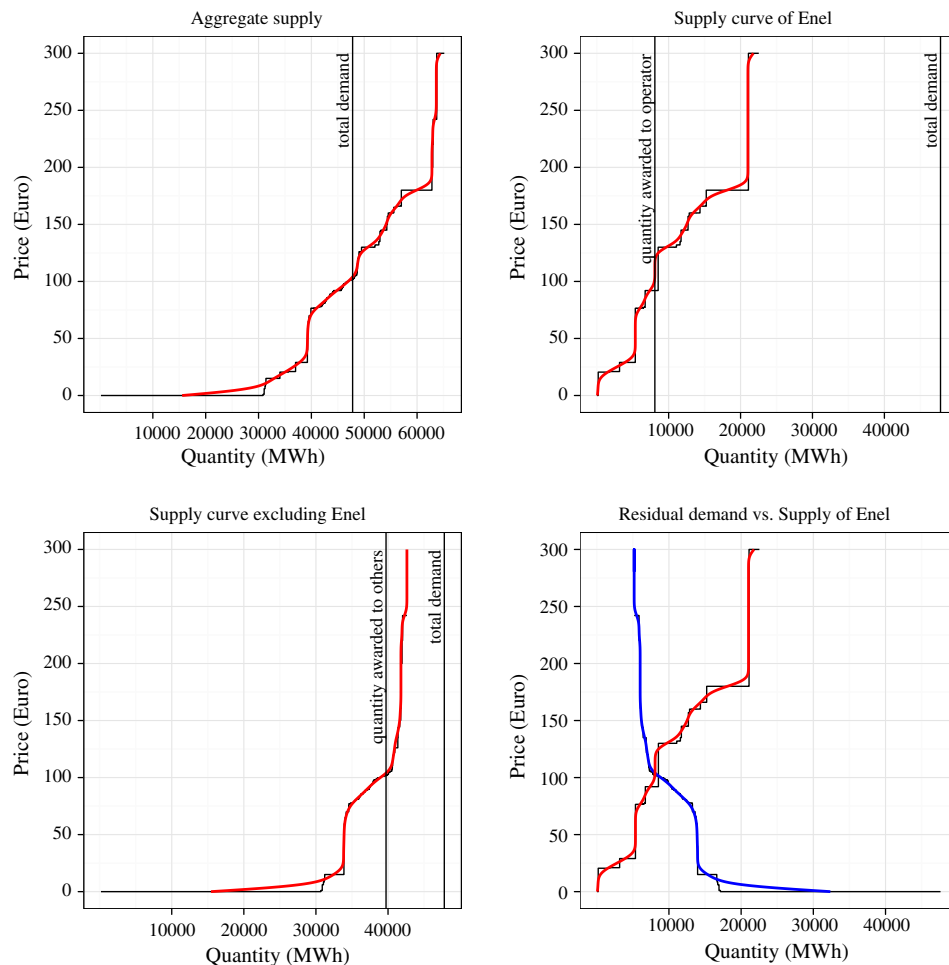 Aggregate supply
Price (Euro)
300
250
200
150
100
50
0
total demand
10000 20000 30000 40000 50000 60000
Quantity (MWh)
Supply curve of Enel
Price (Euro)
300
250
200
150
100
50
0
quantity awarded to operator
total demand
10000 20000 30000 40000
Quantity (MWh)
Supply curve excluding Enel
Price (Euro)
300
250
200
150
100
50
0
quantity awarded to others
total demand
10000 20000 30000 40000
Quantity (MWh)
Residual demand vs. Supply of Enel
Price (Euro)
300
250
200
150
100
50
0
10000 20000 30000 40000
Quantity (MWh)